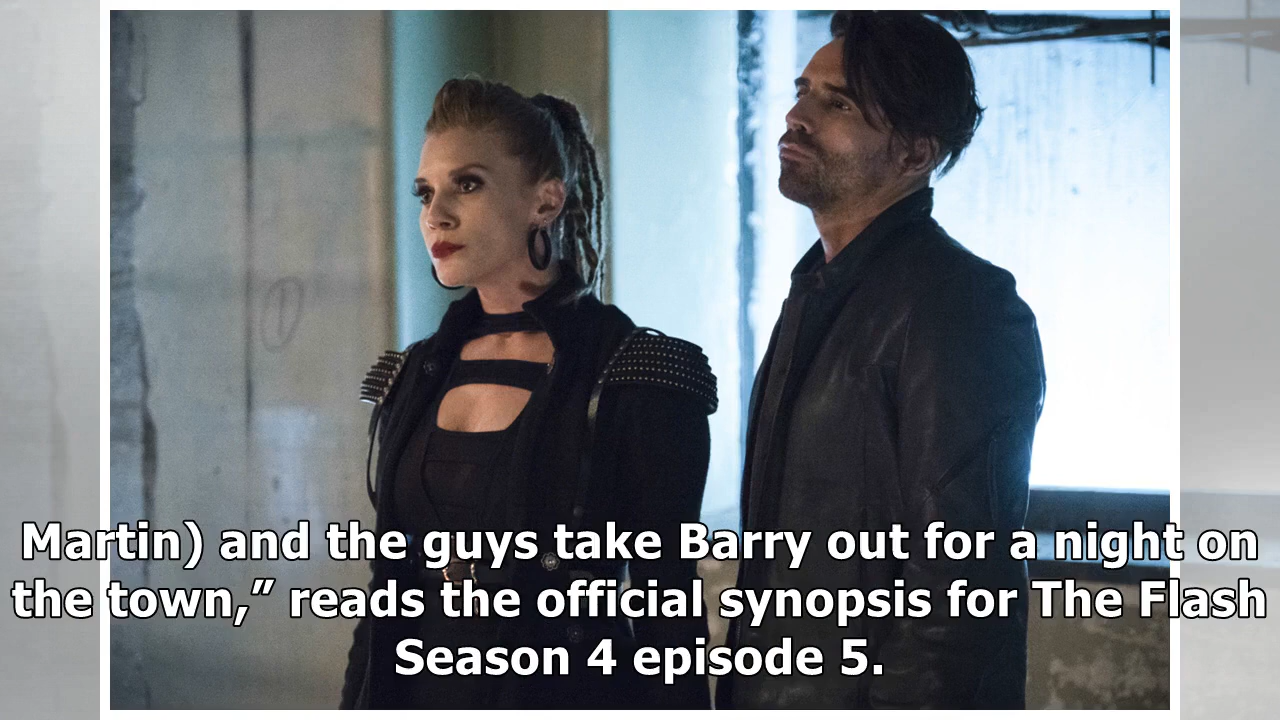 Martin) and the guys take Barry out for a night on
the town,” reads the official synopsis for The Flash
Season 4 episode 5.